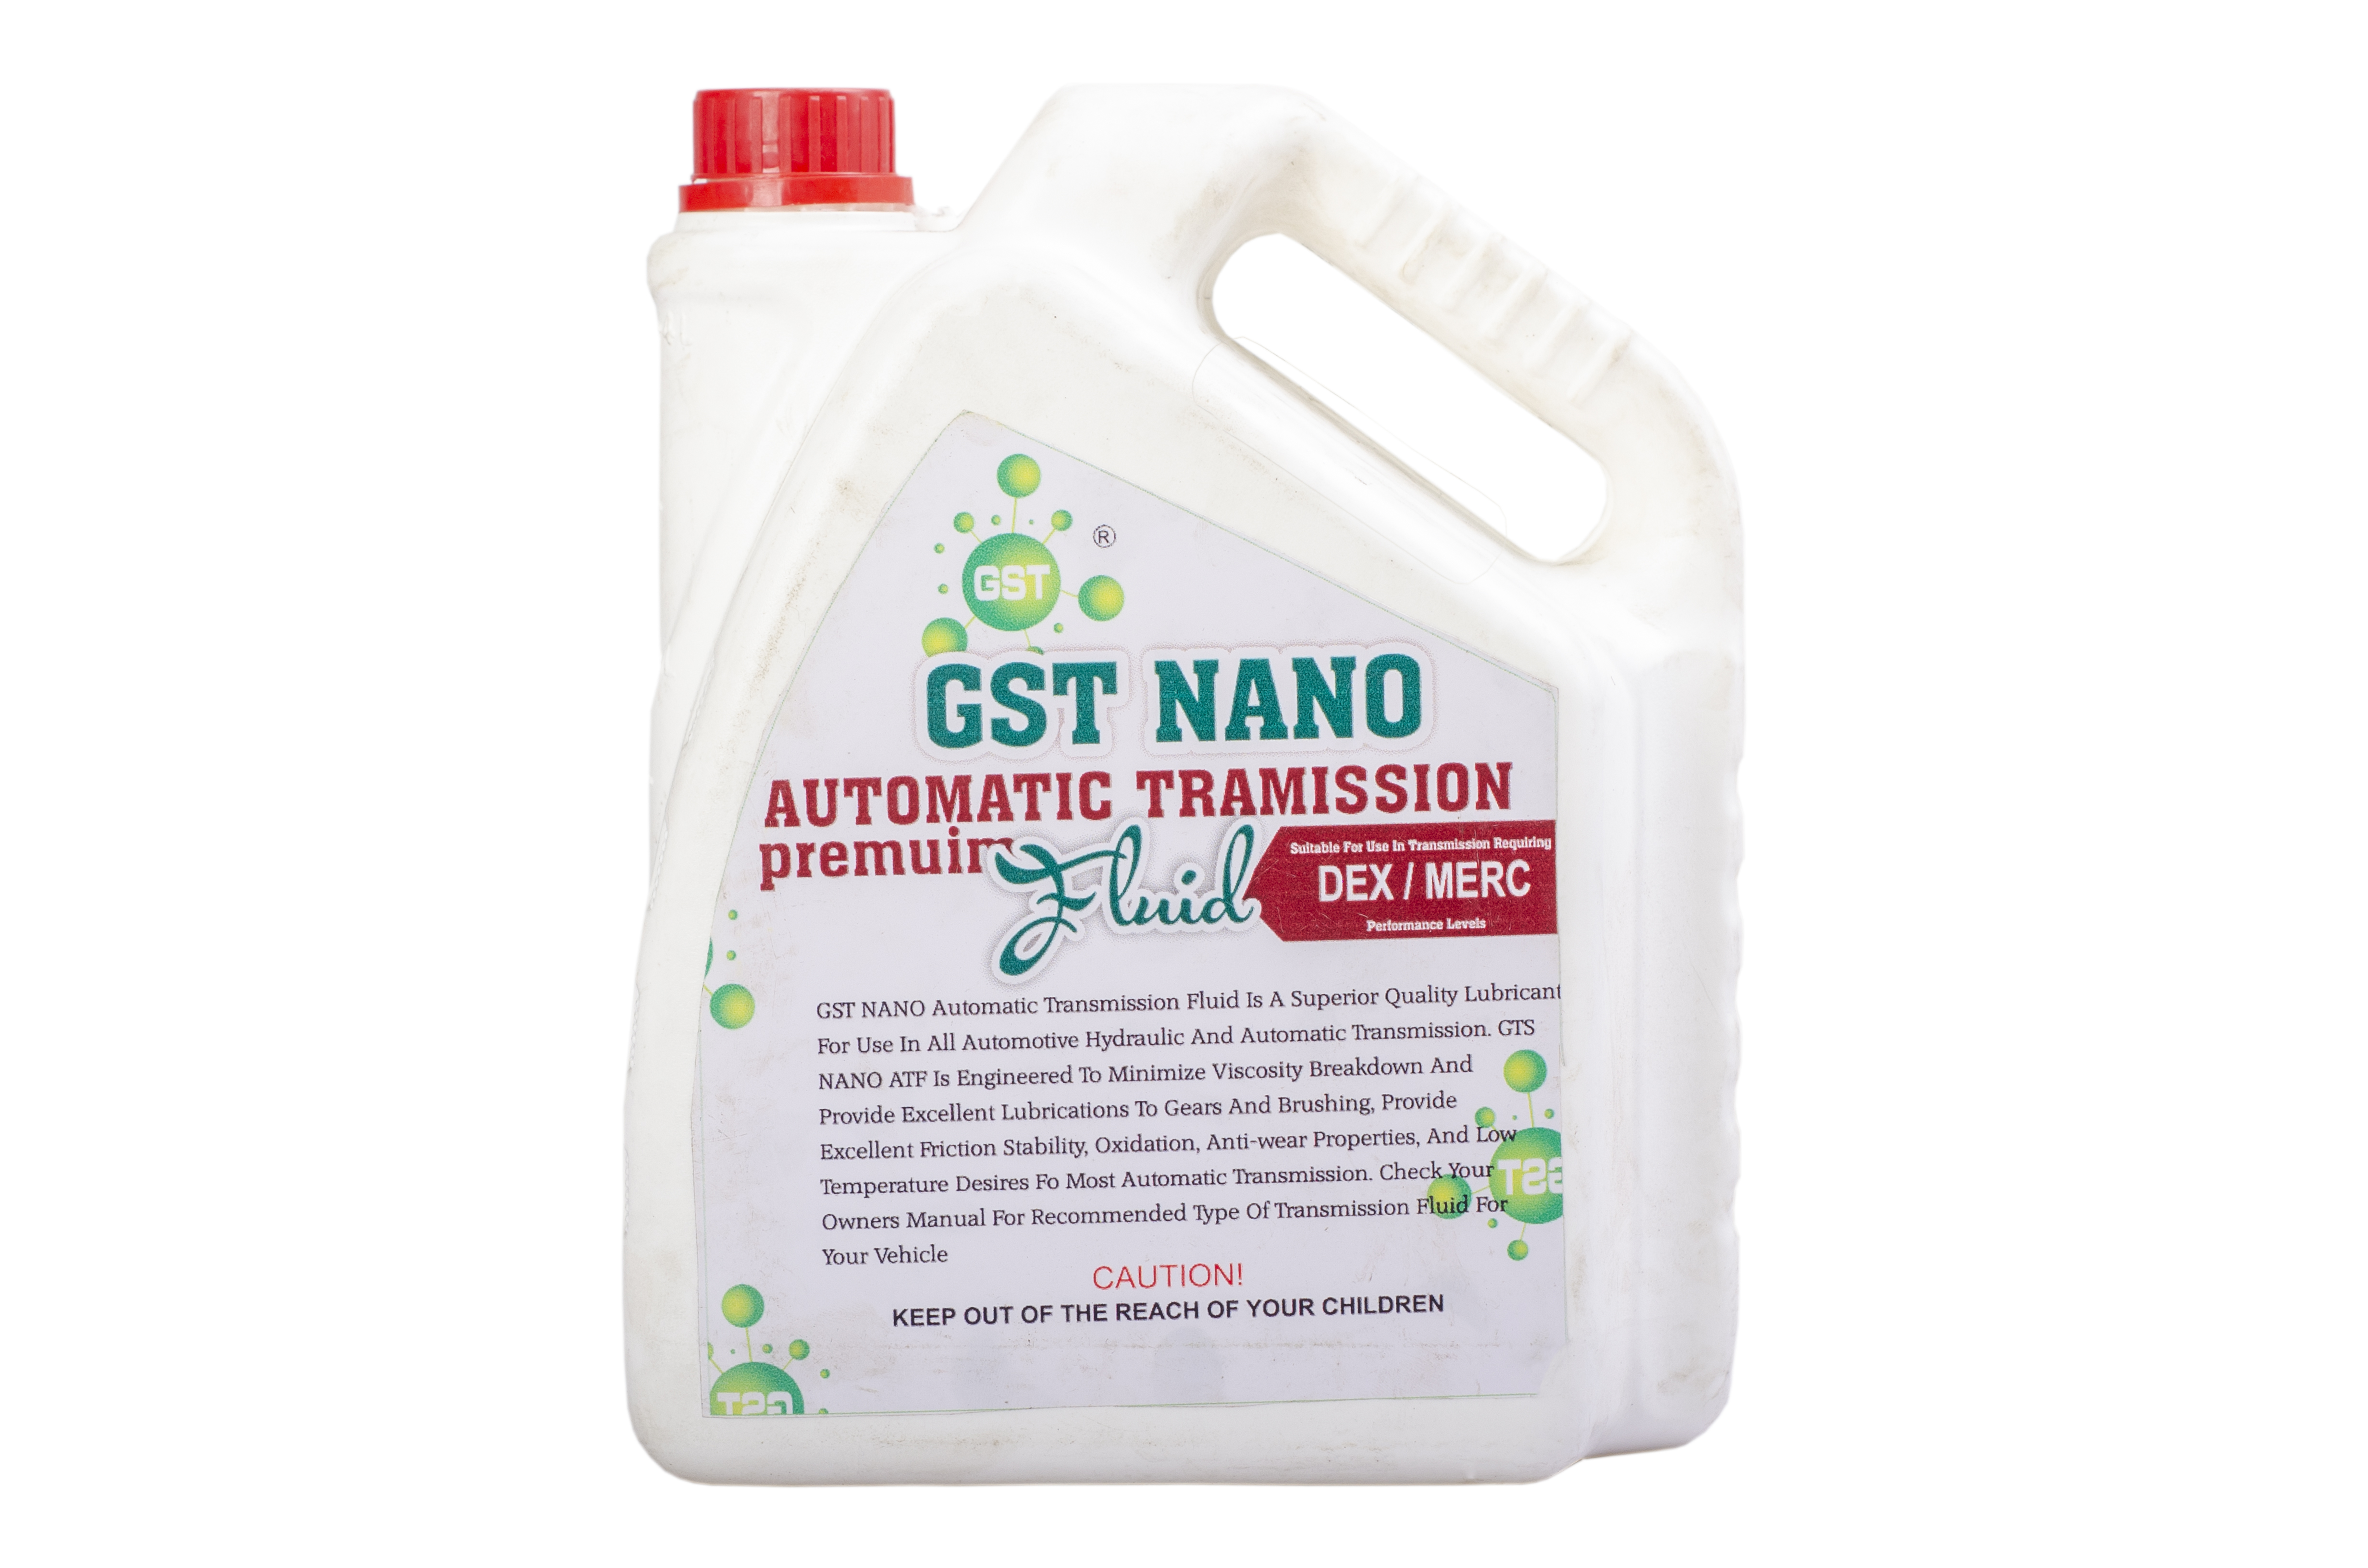 GST
®
GST NANO
AUTOMATIC TRAMISSION
premuim Fluid
Suitable For Use In Transmission Requiring
DEX / MERC
Performance Levels
GST NANO Automatic Transmission Fluid Is A Superior Quality Lubricant
For Use In All Automotive Hydraulic And Automatic Transmission. GTS
NANO ATF Is Engineered To Minimize Viscosity Breakdown And
Provide Excellent Lubrications To Gears And Brushing, Provide
Excellent Friction Stability, Oxidation, Anti-wear Properties, And Low
Temperature Desires Fo Most Automatic Transmission. Check Your
Owners Manual For Recommended Type Of Transmission Fluid For
Your Vehicle
GST
CAUTION!
KEEP OUT OF THE REACH OF YOUR CHILDREN
GST